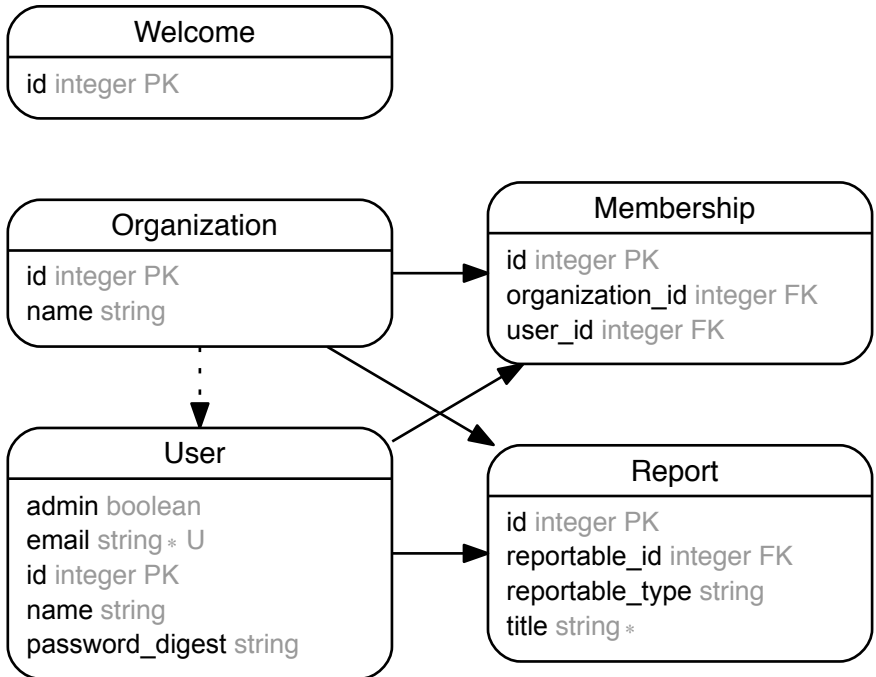 Welcome
id integer PK
Organization
id integer PK
name string
Membership
id integer PK
organization_id integer FK
user_id integer FK
User
admin boolean
email string* U
id integer PK
name string
password_digest string
Report
id integer PK
reportable_id integer FK
reportable_type string
title string*